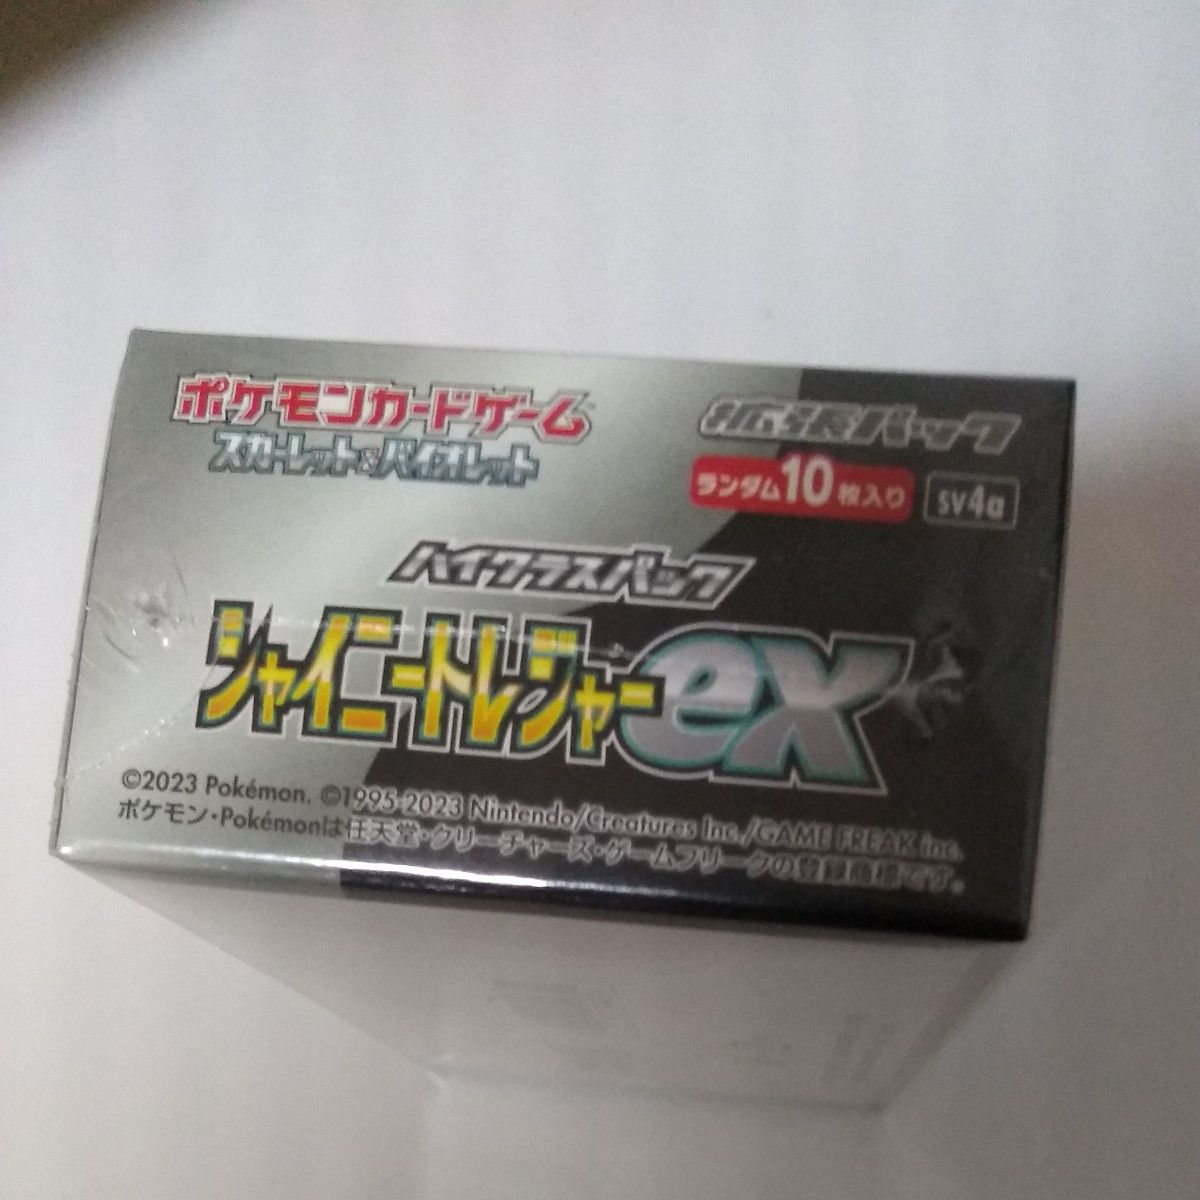 ポケモンカードゲーム
スカーレット&バイオレット
拡張パック
ランダム10枚入り
sv4a
ハイクラスパック
シャイニートレジャーex
©2023 Pokémon. ©1995-2023 Nintendo/Creatures Inc./GAME FREAK inc.
ポケモン・Pokémonは任天堂・クリーチャーズ・ゲームフリークの登録商標です。